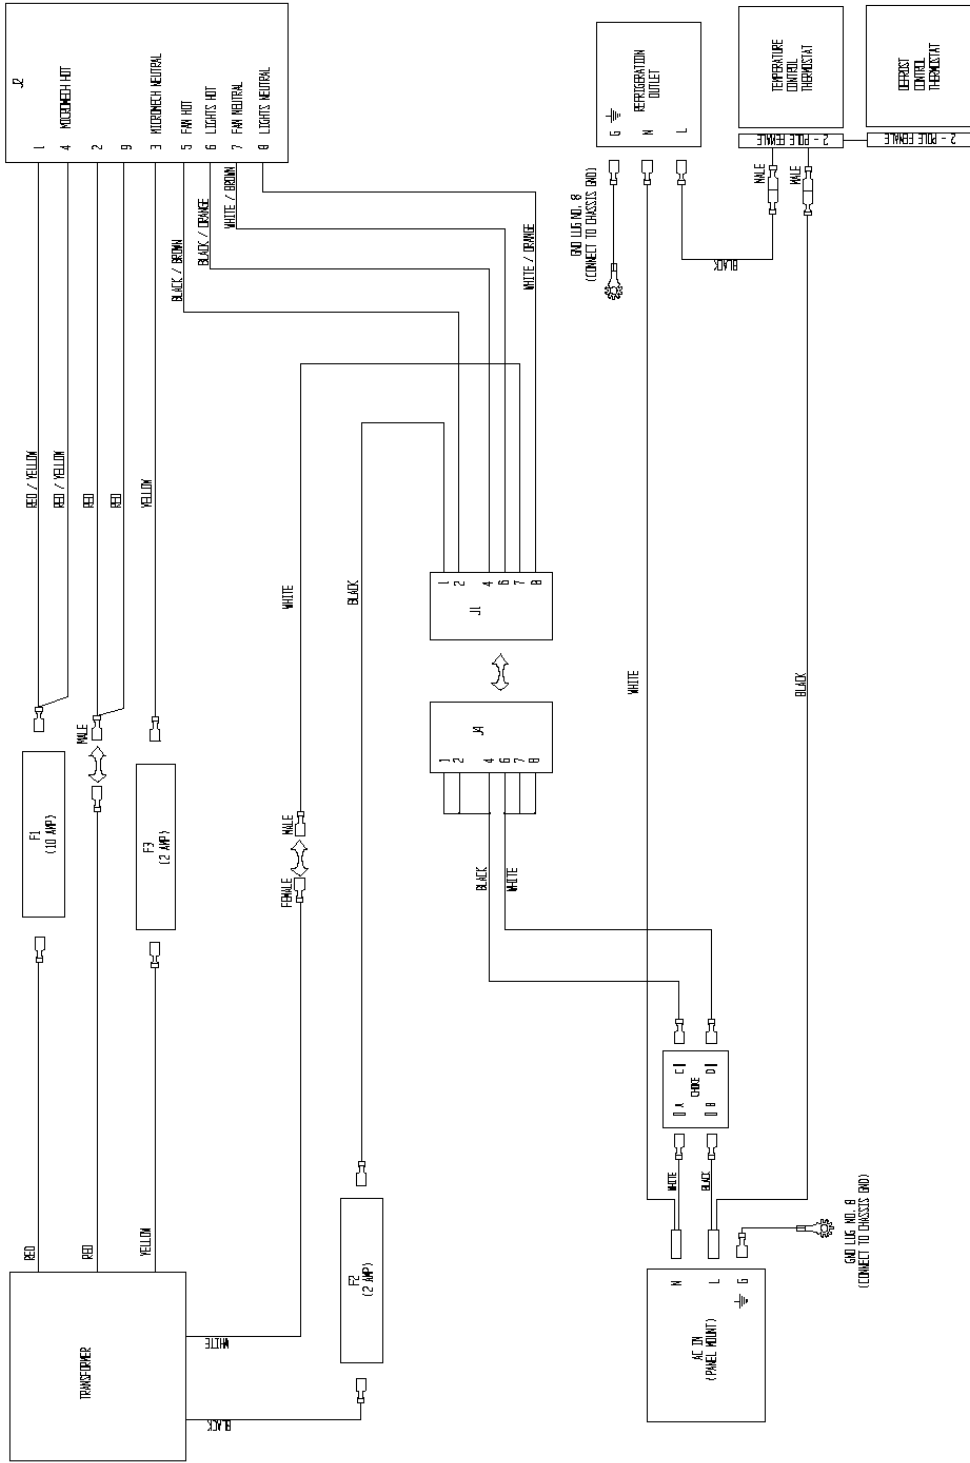 J2
1
4 MICROMECH HOT
2
9
3 MICROMECH NEUTRAL
5 FAN HOT
6 LIGHTS HOT
7 FAN NEUTRAL
8 LIGHTS NEUTRAL
REFRIGERATION
OUTLET
G
N
L
TEMPERATURE
CONTROL
THERMOSTAT
2 - POLE FEMALE
DEFROST
CONTROL
THERMOSTAT
2 - POLE FEMALE
MALE
MALE
GND LUG NO. 8
(CONNECT TO CHASSIS GND)
BLACK
BLACK / BROWN
BLACK / ORANGE
WHITE / BROWN
WHITE / ORANGE
RED / YELLOW
RED / YELLOW
RED
RED
YELLOW
WHITE
BLACK
1
2
4
6
7
8
J1
WHITE
BLACK
J4
1
2
4
6
7
8
MALE
F1
(10 AMP)
F3
(2 AMP)
MALE
FEMALE
BLACK
WHITE
C
D
CHOKE
A
B
WHITE
BLACK
GND LUG NO. 8
(CONNECT TO CHASSIS GND)
RED
RED
YELLOW
TRANSFORMER
WHITE
BLACK
F2
(2 AMP)
N
L
G
AC IN
(PANEL MOUNT)